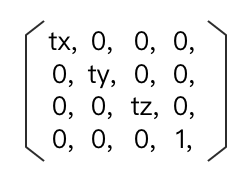 tx, 0, 0, 0,
0, ty, 0, 0,
0, 0, tz, 0,
0, 0, 0, 1,